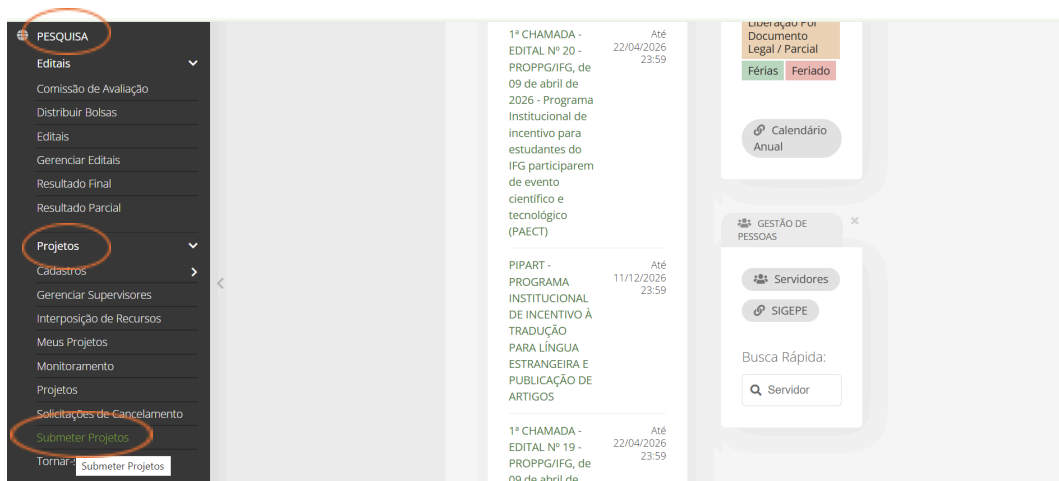 PESQUISA
Editais
Comissão de Avaliação
Distribuir Bolsas
Editais
Gerenciar Editais
Resultado Final
Resultado Parcial
Projetos
Cadastros
Gerenciar Supervisores
Interposição de Recursos
Meus Projetos
Monitoramento
Projetos
Solicitações de Cancelamento
Submeter Projetos
Tornar-s
Submeter Projetos
1ª CHAMADA -
EDITAL Nº 20 -
PROPPG/IFG, de
09 de abril de
2026 - Programa
Institucional de
incentivo para
estudantes do
IFG participarem
de evento
científico e
tecnológico
(PAECT)
Até
22/04/2026
23:59
PIPART -
PROGRAMA
INSTITUCIONAL
DE INCENTIVO À
TRADUÇÃO
PARA LÍNGUA
ESTRANGEIRA E
PUBLICAÇÃO DE
ARTIGOS
Até
11/12/2026
23:59
1ª CHAMADA -
EDITAL Nº 19 -
PROPPG/IFG, de
09 de abril de
Até
22/04/2026
23:59
Liberação Por
Documento
Legal / Parcial
Férias Feriado
Calendário
Anual
GESTÃO DE
PESSOAS
Servidores
SIGEPE
Busca Rápida:
Servidor